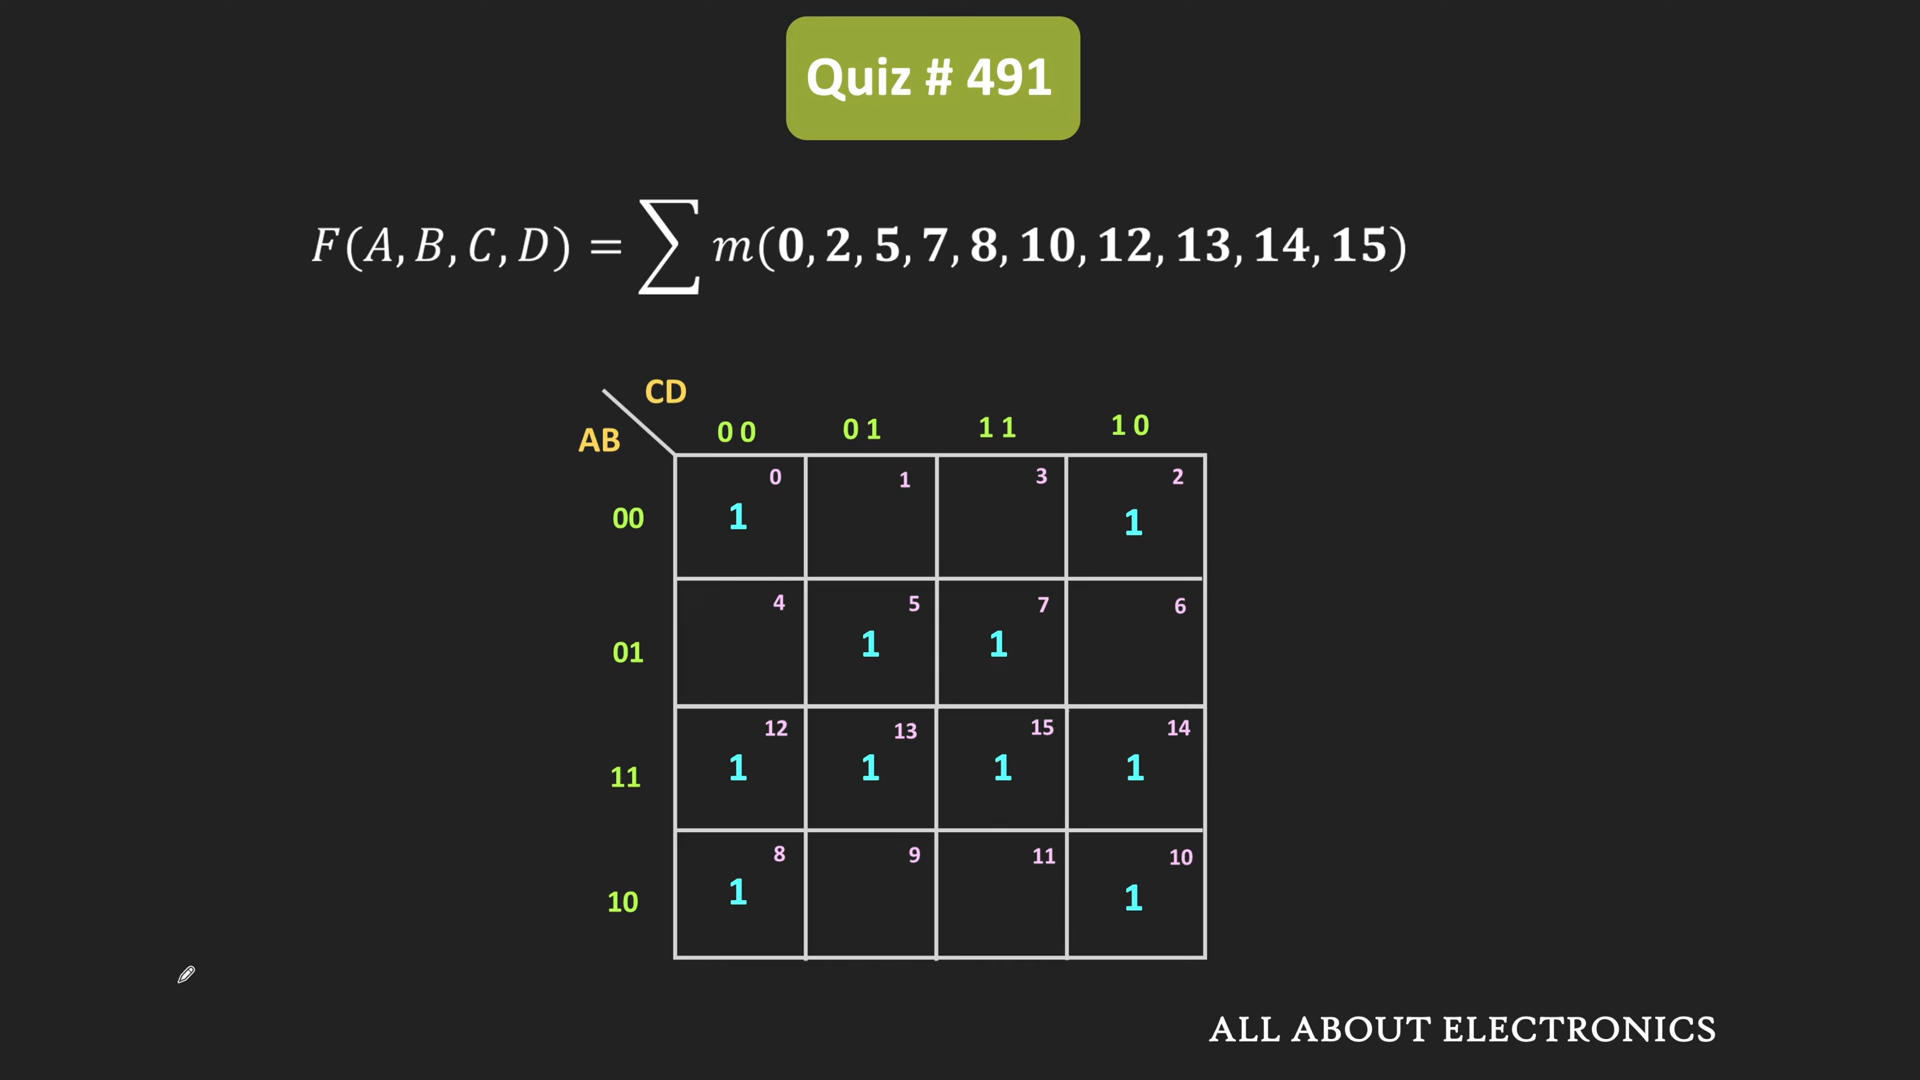 Quiz # 491
F(A, B, C, D) = ∑ m(0, 2, 5, 7, 8, 10, 12, 13, 14, 15)
CD
AB
0 0 0 1 1 1 1 0
0 1 3 2
00 1 1
4 5 7 6
01 1 1
12 13 15 14
11 1 1 1 1
8 9 11 10
10 1 1
ALL ABOUT ELECTRONICS